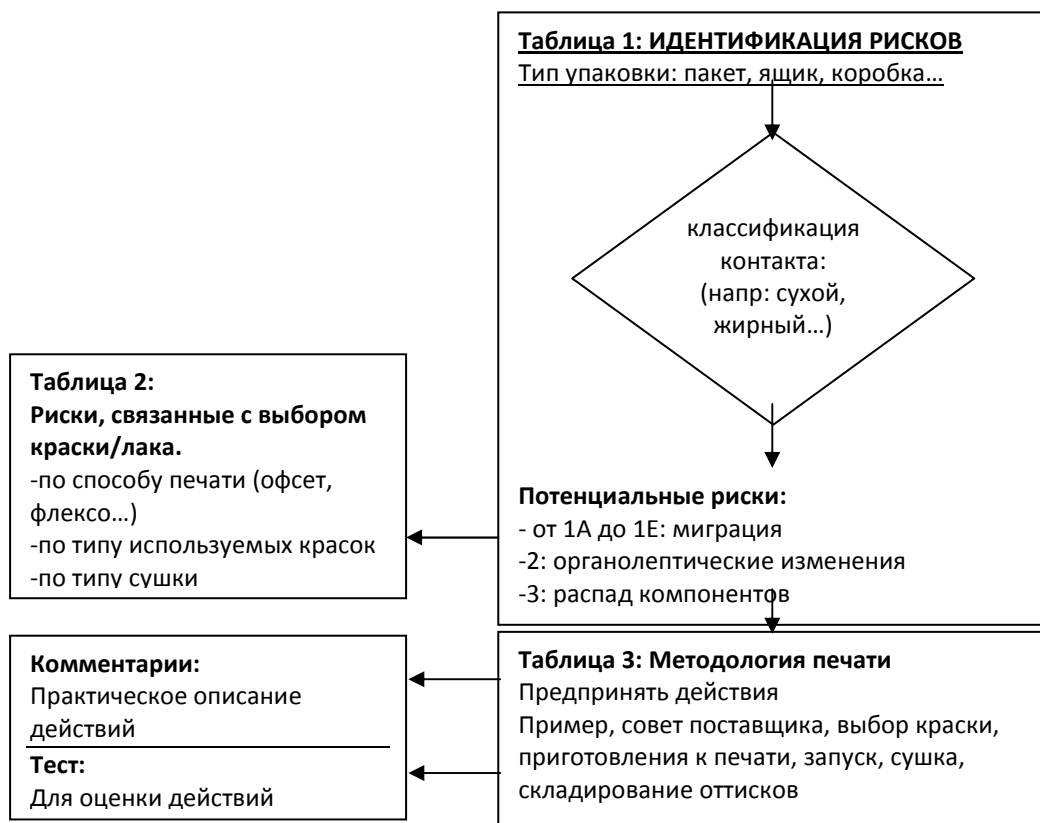 Таблица 1: ИДЕНТИФИКАЦИЯ РИСКОВ
Тип упаковки: пакет, ящик, коробка…
классификация
контакта:
(напр: сухой,
жирный…)
Потенциальные риски:
- от 1А до 1Е: миграция
-2: органолептические изменения
-3: распад компонентов
Таблица 2:
Риски, связанные с выбором
краски/лака.
-по способу печати (офсет,
флексо…)
-по типу используемых красок
-по типу сушки
Таблица 3: Методология печати
Предпринять действия
Пример, совет поставщика, выбор краски,
приготовления к печати, запуск, сушка,
складирование оттисков
Комментарии:
Практическое описание
действий
Тест:
Для оценки действий